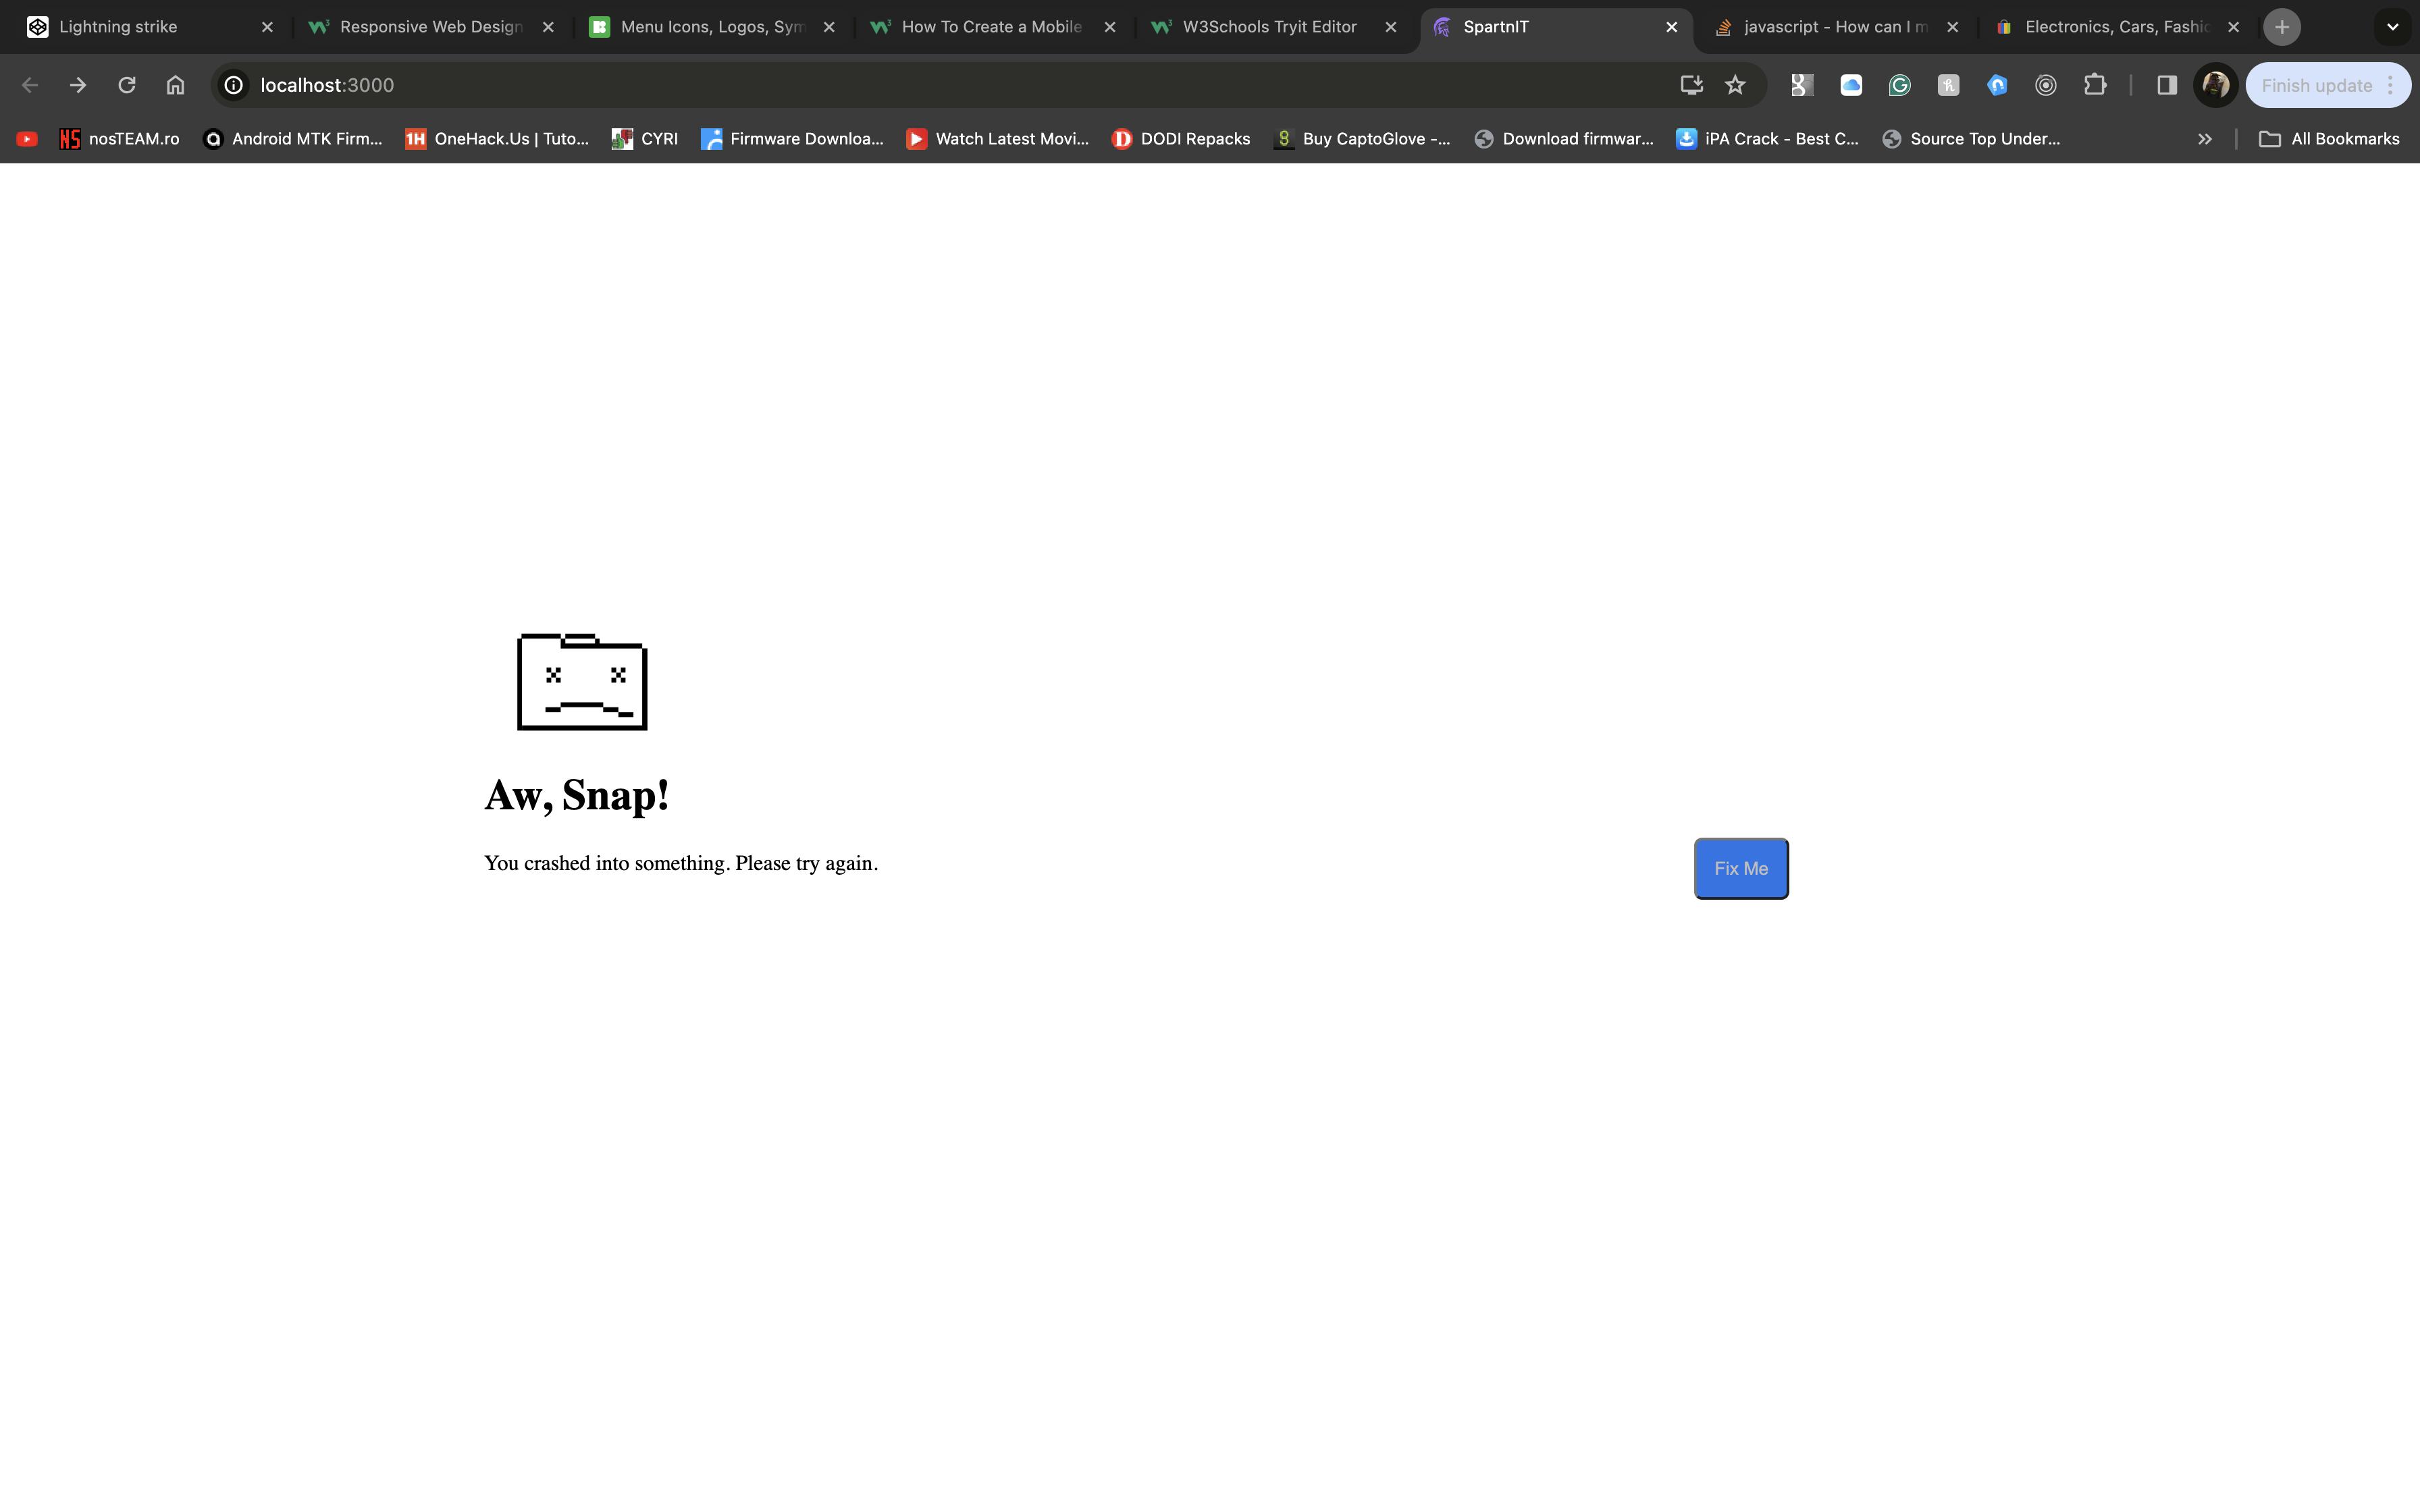 Lightning strike
Responsive Web Design
Menu Icons, Logos, Sym
How To Create a Mobile
W3Schools Tryit Editor
SpartnIT
javascript - How can I m
Electronics, Cars, Fashio
localhost:3000
Finish update
nosTEAM.ro
Android MTK Firm...
OneHack.Us | Tuto...
CYRI
Firmware Downloa...
Watch Latest Movi...
DODI Repacks
Buy CaptoGlove -...
Download firmwar...
iPA Crack - Best C...
Source Top Under...
All Bookmarks
Aw, Snap!
You crashed into something. Please try again.
Fix Me